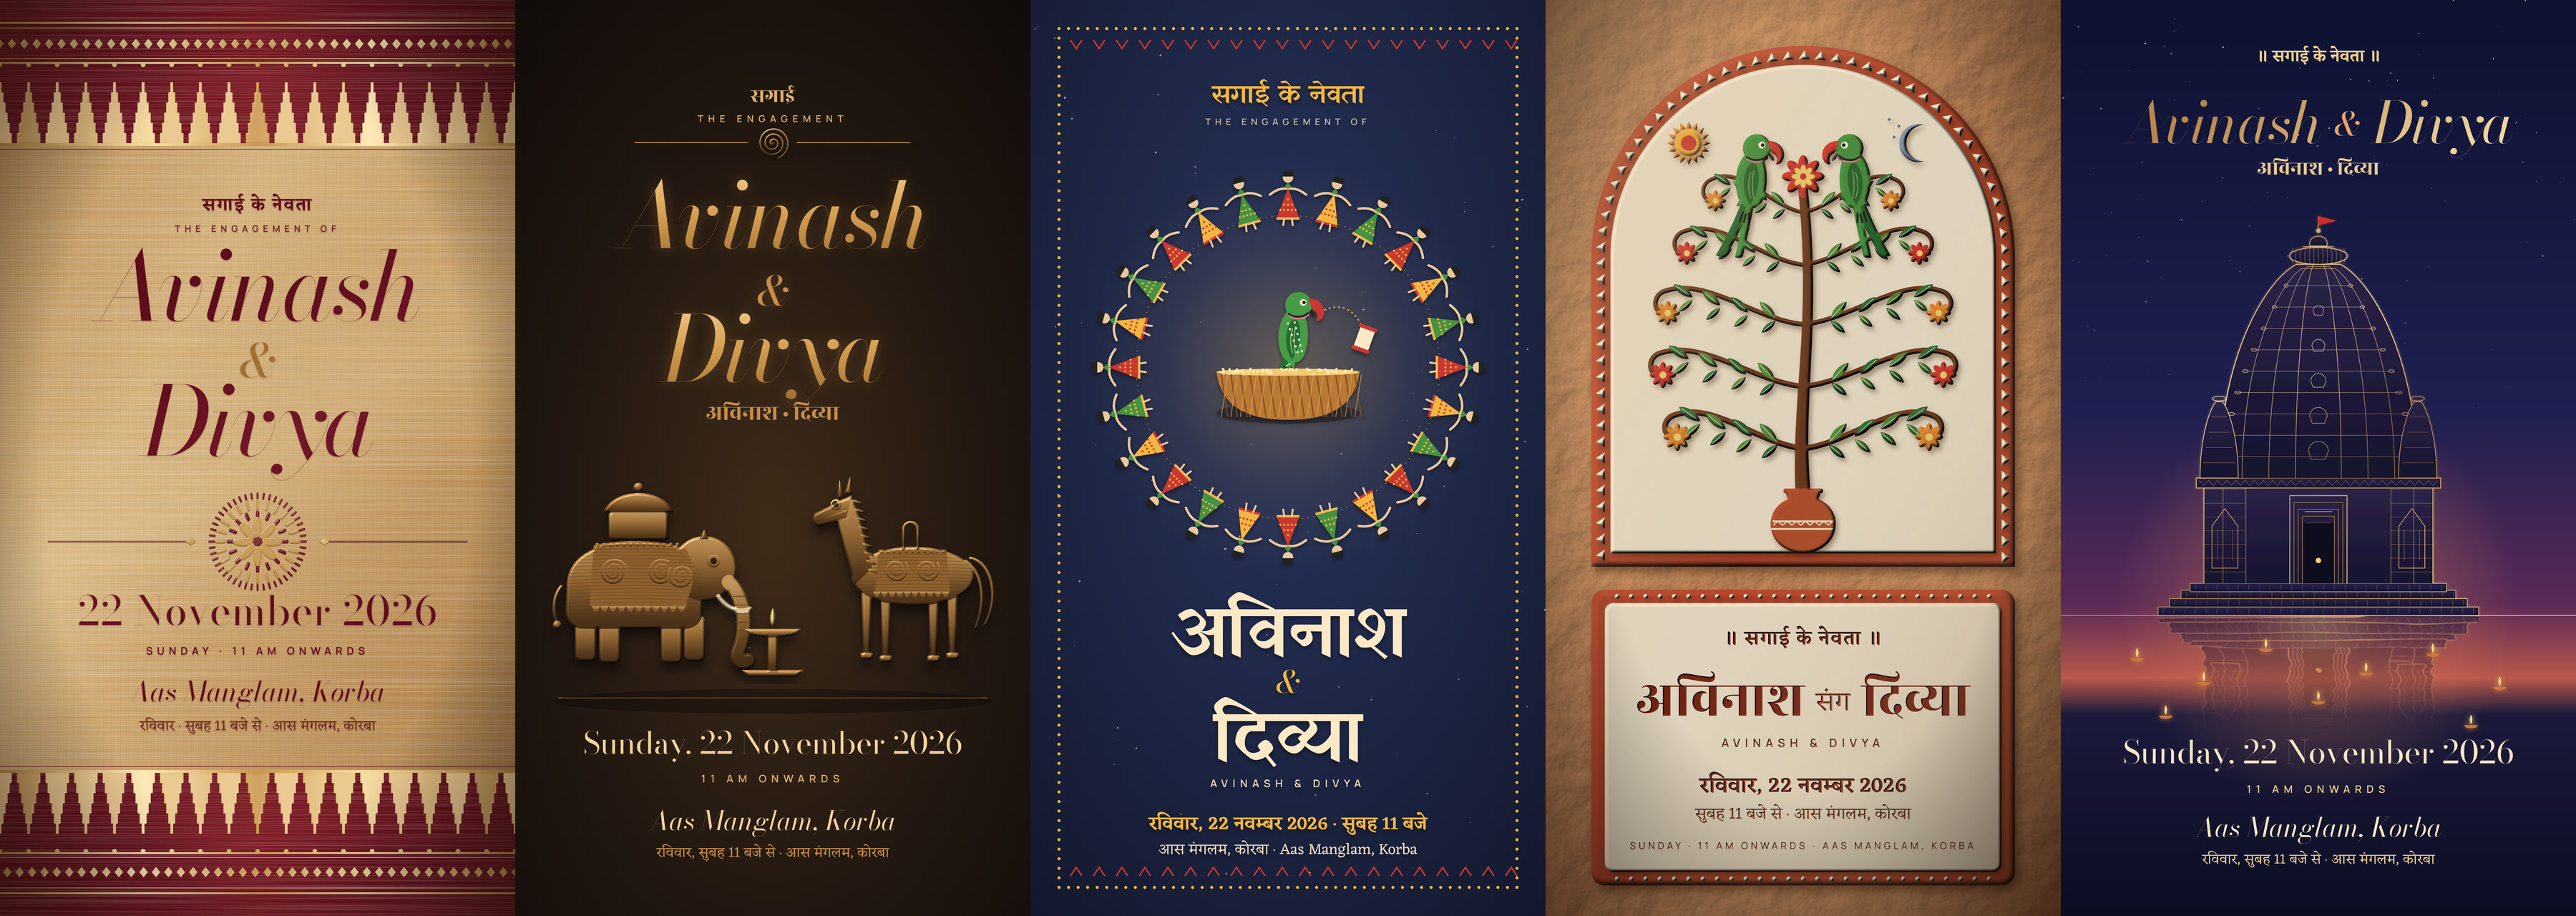 सगाई के नेवता
THE ENGAGEMENT OF
Avinash
&
Divya
22 November 2026
SUNDAY · 11 AM ONWARDS
Aas Manglam, Korba
रविवार · सुबह 11 बजे से · आस मंगलम, कोरबा
सगाई
THE ENGAGEMENT
Avinash
&
Divya
अविनाश • दिव्या
Sunday, 22 November 2026
11 AM ONWARDS
Aas Manglam, Korba
रविवार, सुबह 11 बजे से · आस मंगलम, कोरबा
सगाई के नेवता
THE ENGAGEMENT OF
अविनाश
&
दिव्या
AVINASH & DIVYA
रविवार, 22 नवम्बर 2026 · सुबह 11 बजे
आस मंगलम, कोरबा · Aas Manglam, Korba
॥ सगाई के नेवता ॥
अविनाश संग दिव्या
AVINASH & DIVYA
रविवार, 22 नवम्बर 2026
सुबह 11 बजे से · आस मंगलम, कोरबा
SUNDAY · 11 AM ONWARDS · AAS MANGLAM, KORBA
॥ सगाई के नेवता ॥
Avinash & Divya
अविनाश • दिव्या
Sunday, 22 November 2026
11 AM ONWARDS
Aas Manglam, Korba
रविवार, सुबह 11 बजे से · आस मंगलम, कोरबा